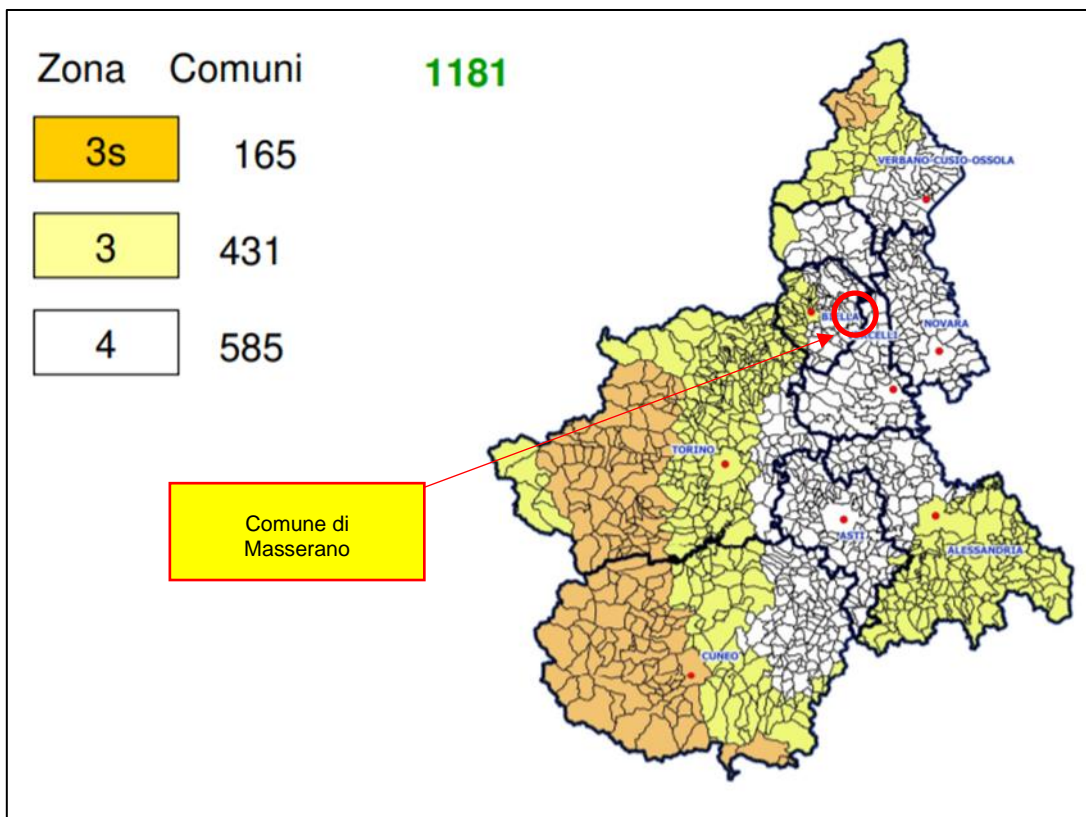 Zona Comuni
1181
3s 165
3 431
4 585
VERBANO-CUSIO-OSSOLA
NOVARA
TORINO
Comune di
Masserano
ASTI
ALESSANDRIA
CUNEO